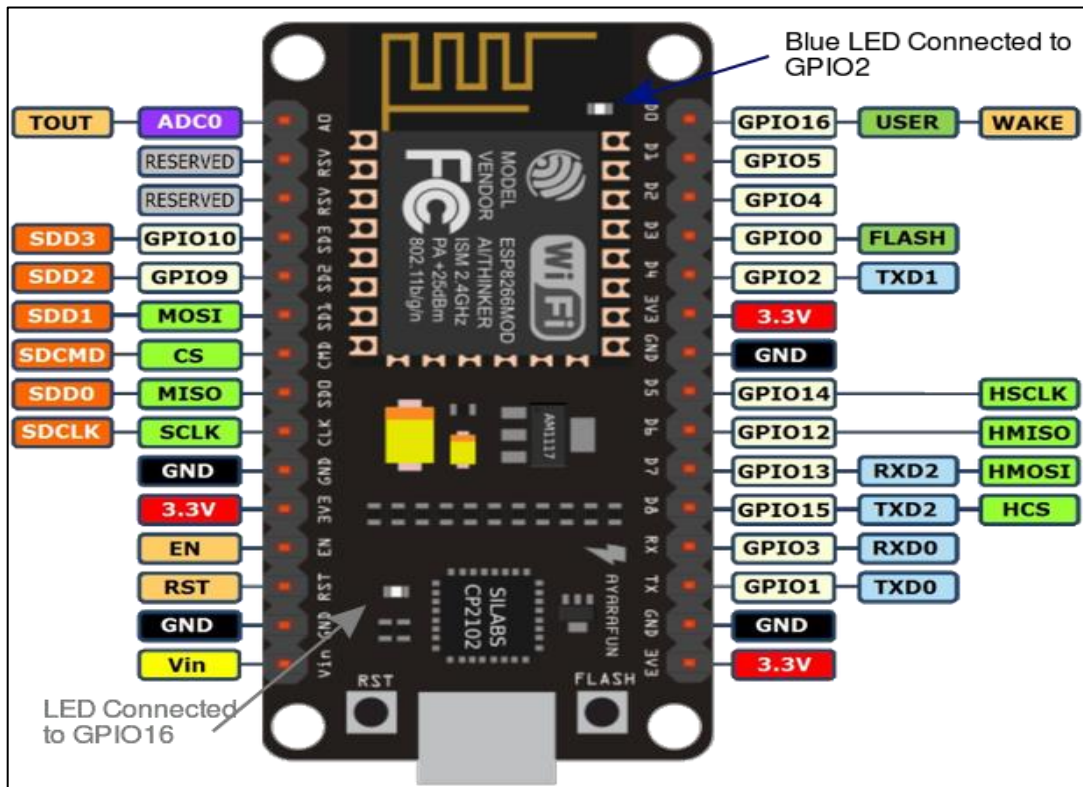 Blue LED Connected to
GPIO2
TOUT ADC0 A0 D0 GPIO16 USER WAKE
RESERVED RSV D1 GPIO5
RESERVED RSV D2 GPIO4
SDD3 GPIO10 SD3 D3 GPIO0 FLASH
SDD2 GPIO9 SD2 D4 GPIO2 TXD1
SDD1 MOSI SD1 3V3 3.3V
SDCMD CS CMD GND GND
SDD0 MISO SD0 D5 GPIO14 HSCLK
SDCLK SCLK CLK D6 GPIO12 HMISO
GND GND D7 GPIO13 RXD2 HMOSI
3.3V 3V3 D8 GPIO15 TXD2 HCS
EN EN RX GPIO3 RXD0
RST RST TX GPIO1 TXD0
GND GND GND GND
Vin Vin 3V3 3.3V
MODEL
VENDOR
ESP8266MOD
AI/THINKER
ISM 2.4GHz
PA +25dBm
802.11b/g/n
FC
WiFi
AM1117
SILABS
CP2102
AYARAFUN
RST
FLASH
LED Connected
to GPIO16